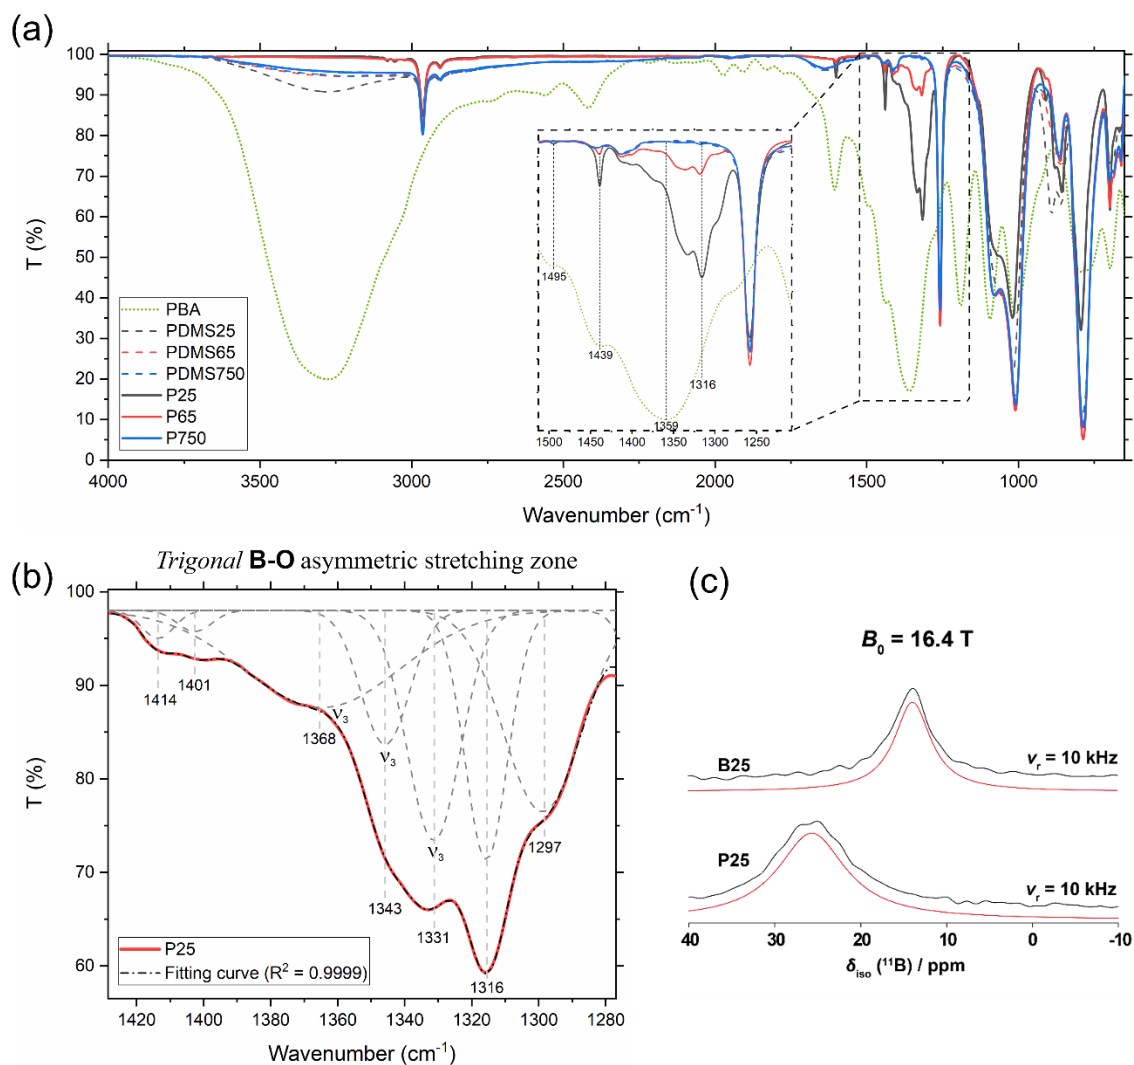 (a)
100
90
80
70
60
50
40
30
20
10
0
T (%)
1495
1439
1359
1316
1500 1450 1400 1350 1300 1250
PBA
PDMS25
PDMS65
PDMS750
P25
P65
P750
4000 3500 3000 2500 2000 1500 1000
Wavenumber (cm⁻¹)
(b)
Trigonal B-O asymmetric stretching zone
100
90
80
70
60
T (%)
1414
1401
1368
ν₃
1343
ν₃
1331
ν₃
1316
1297
P25
Fitting curve (R² = 0.9999)
1420 1400 1380 1360 1340 1320 1300 1280
Wavenumber (cm⁻¹)
(c)
B₀ = 16.4 T
B25
νᵣ = 10 kHz
P25
νᵣ = 10 kHz
40 30 20 10 0 -10
δiso (¹¹B) / ppm